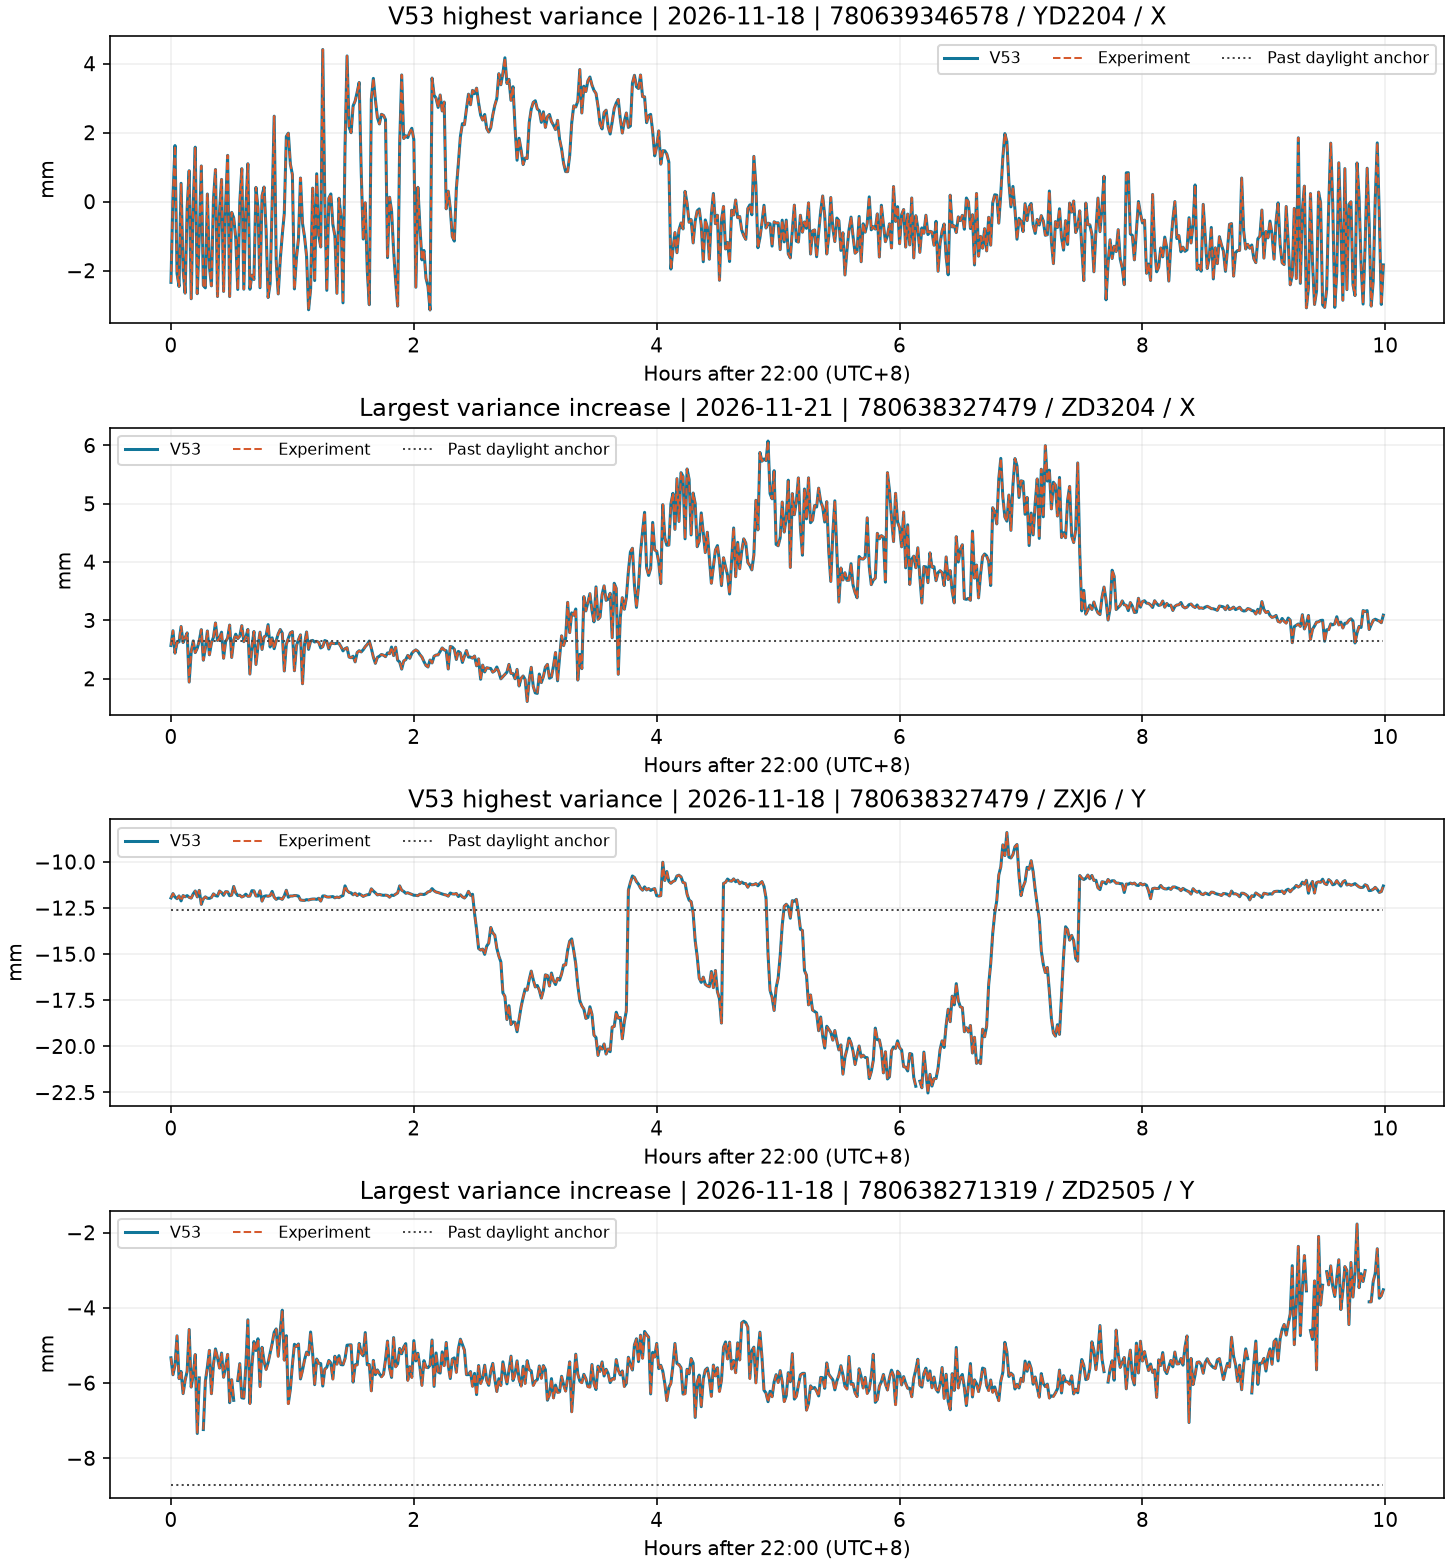 V53 highest variance | 2026-11-18 | 780639346578 / YD2204 / X
V53 Experiment Past daylight anchor
4
2
0
−2
mm
0 2 4 6 8 10
Hours after 22:00 (UTC+8)
Largest variance increase | 2026-11-21 | 780638327479 / ZD3204 / X
V53 Experiment Past daylight anchor
6
5
4
3
2
mm
0 2 4 6 8 10
Hours after 22:00 (UTC+8)
V53 highest variance | 2026-11-18 | 780638327479 / ZXJ6 / Y
V53 Experiment Past daylight anchor
−10.0
−12.5
−15.0
−17.5
−20.0
−22.5
mm
0 2 4 6 8 10
Hours after 22:00 (UTC+8)
Largest variance increase | 2026-11-18 | 780638271319 / ZD2505 / Y
V53 Experiment Past daylight anchor
−2
−4
−6
−8
mm
0 2 4 6 8 10
Hours after 22:00 (UTC+8)